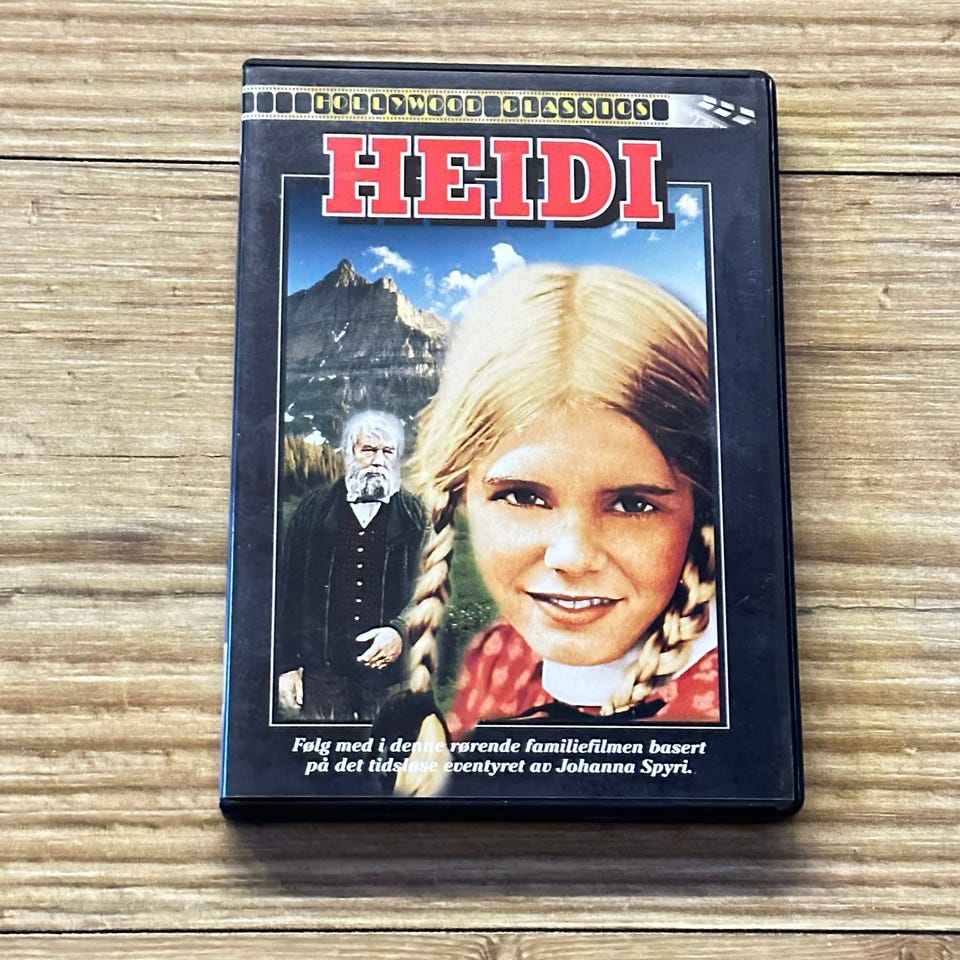 HOLLYWOOD CLASSICS
HEIDI
Følg med i denne rørende familiefilmen basert
på det tidsløse eventyret av Johanna Spyri.